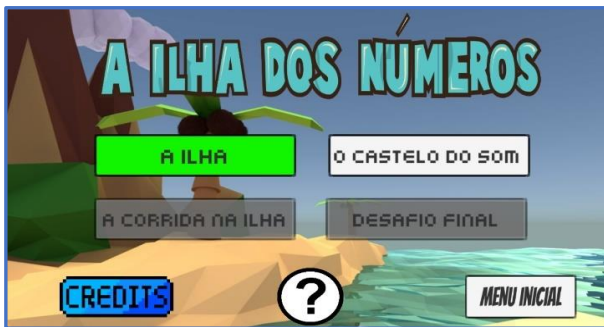 A ILHA DOS NÚMEROS
A ILHA
O CASTELO DO SOM
A CORRIDA NA ILHA
DESAFIO FINAL
CREDITS
?
MENU INICIAL